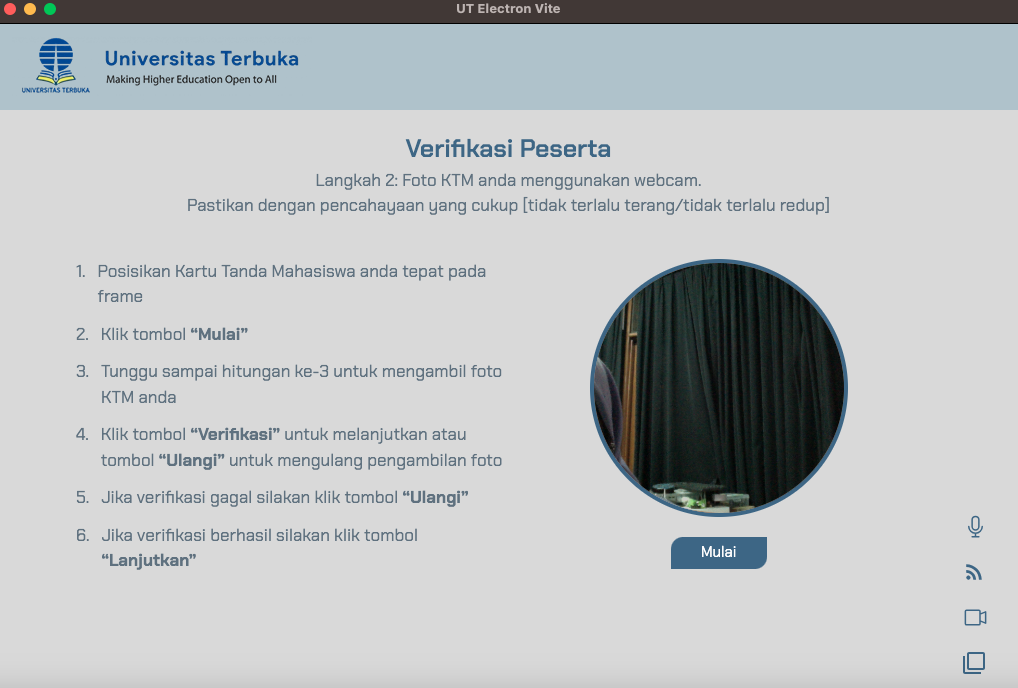 UT Electron Vite
Universitas Terbuka
Making Higher Education Open to All
UNIVERSITAS TERBUKA
Verifikasi Peserta
Langkah 2: Foto KTM anda menggunakan webcam.
Pastikan dengan pencahayaan yang cukup [tidak terlalu terang/tidak terlalu redup]
1. Posisikan Kartu Tanda Mahasiswa anda tepat pada
frame
2. Klik tombol “Mulai”
3. Tunggu sampai hitungan ke-3 untuk mengambil foto
KTM anda
4. Klik tombol “Verifikasi” untuk melanjutkan atau
tombol “Ulangi” untuk mengulang pengambilan foto
5. Jika verifikasi gagal silakan klik tombol “Ulangi”
6. Jika verifikasi berhasil silakan klik tombol
“Lanjutkan”
Mulai